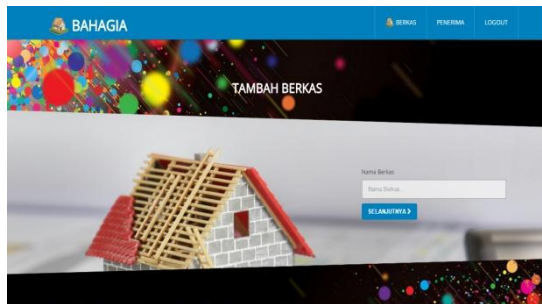 BAHAGIA
BERKAS PENERIMA LOGOUT
TAMBAH BERKAS
Nama Berkas
Nama Berkas...
SELANJUTNYA >